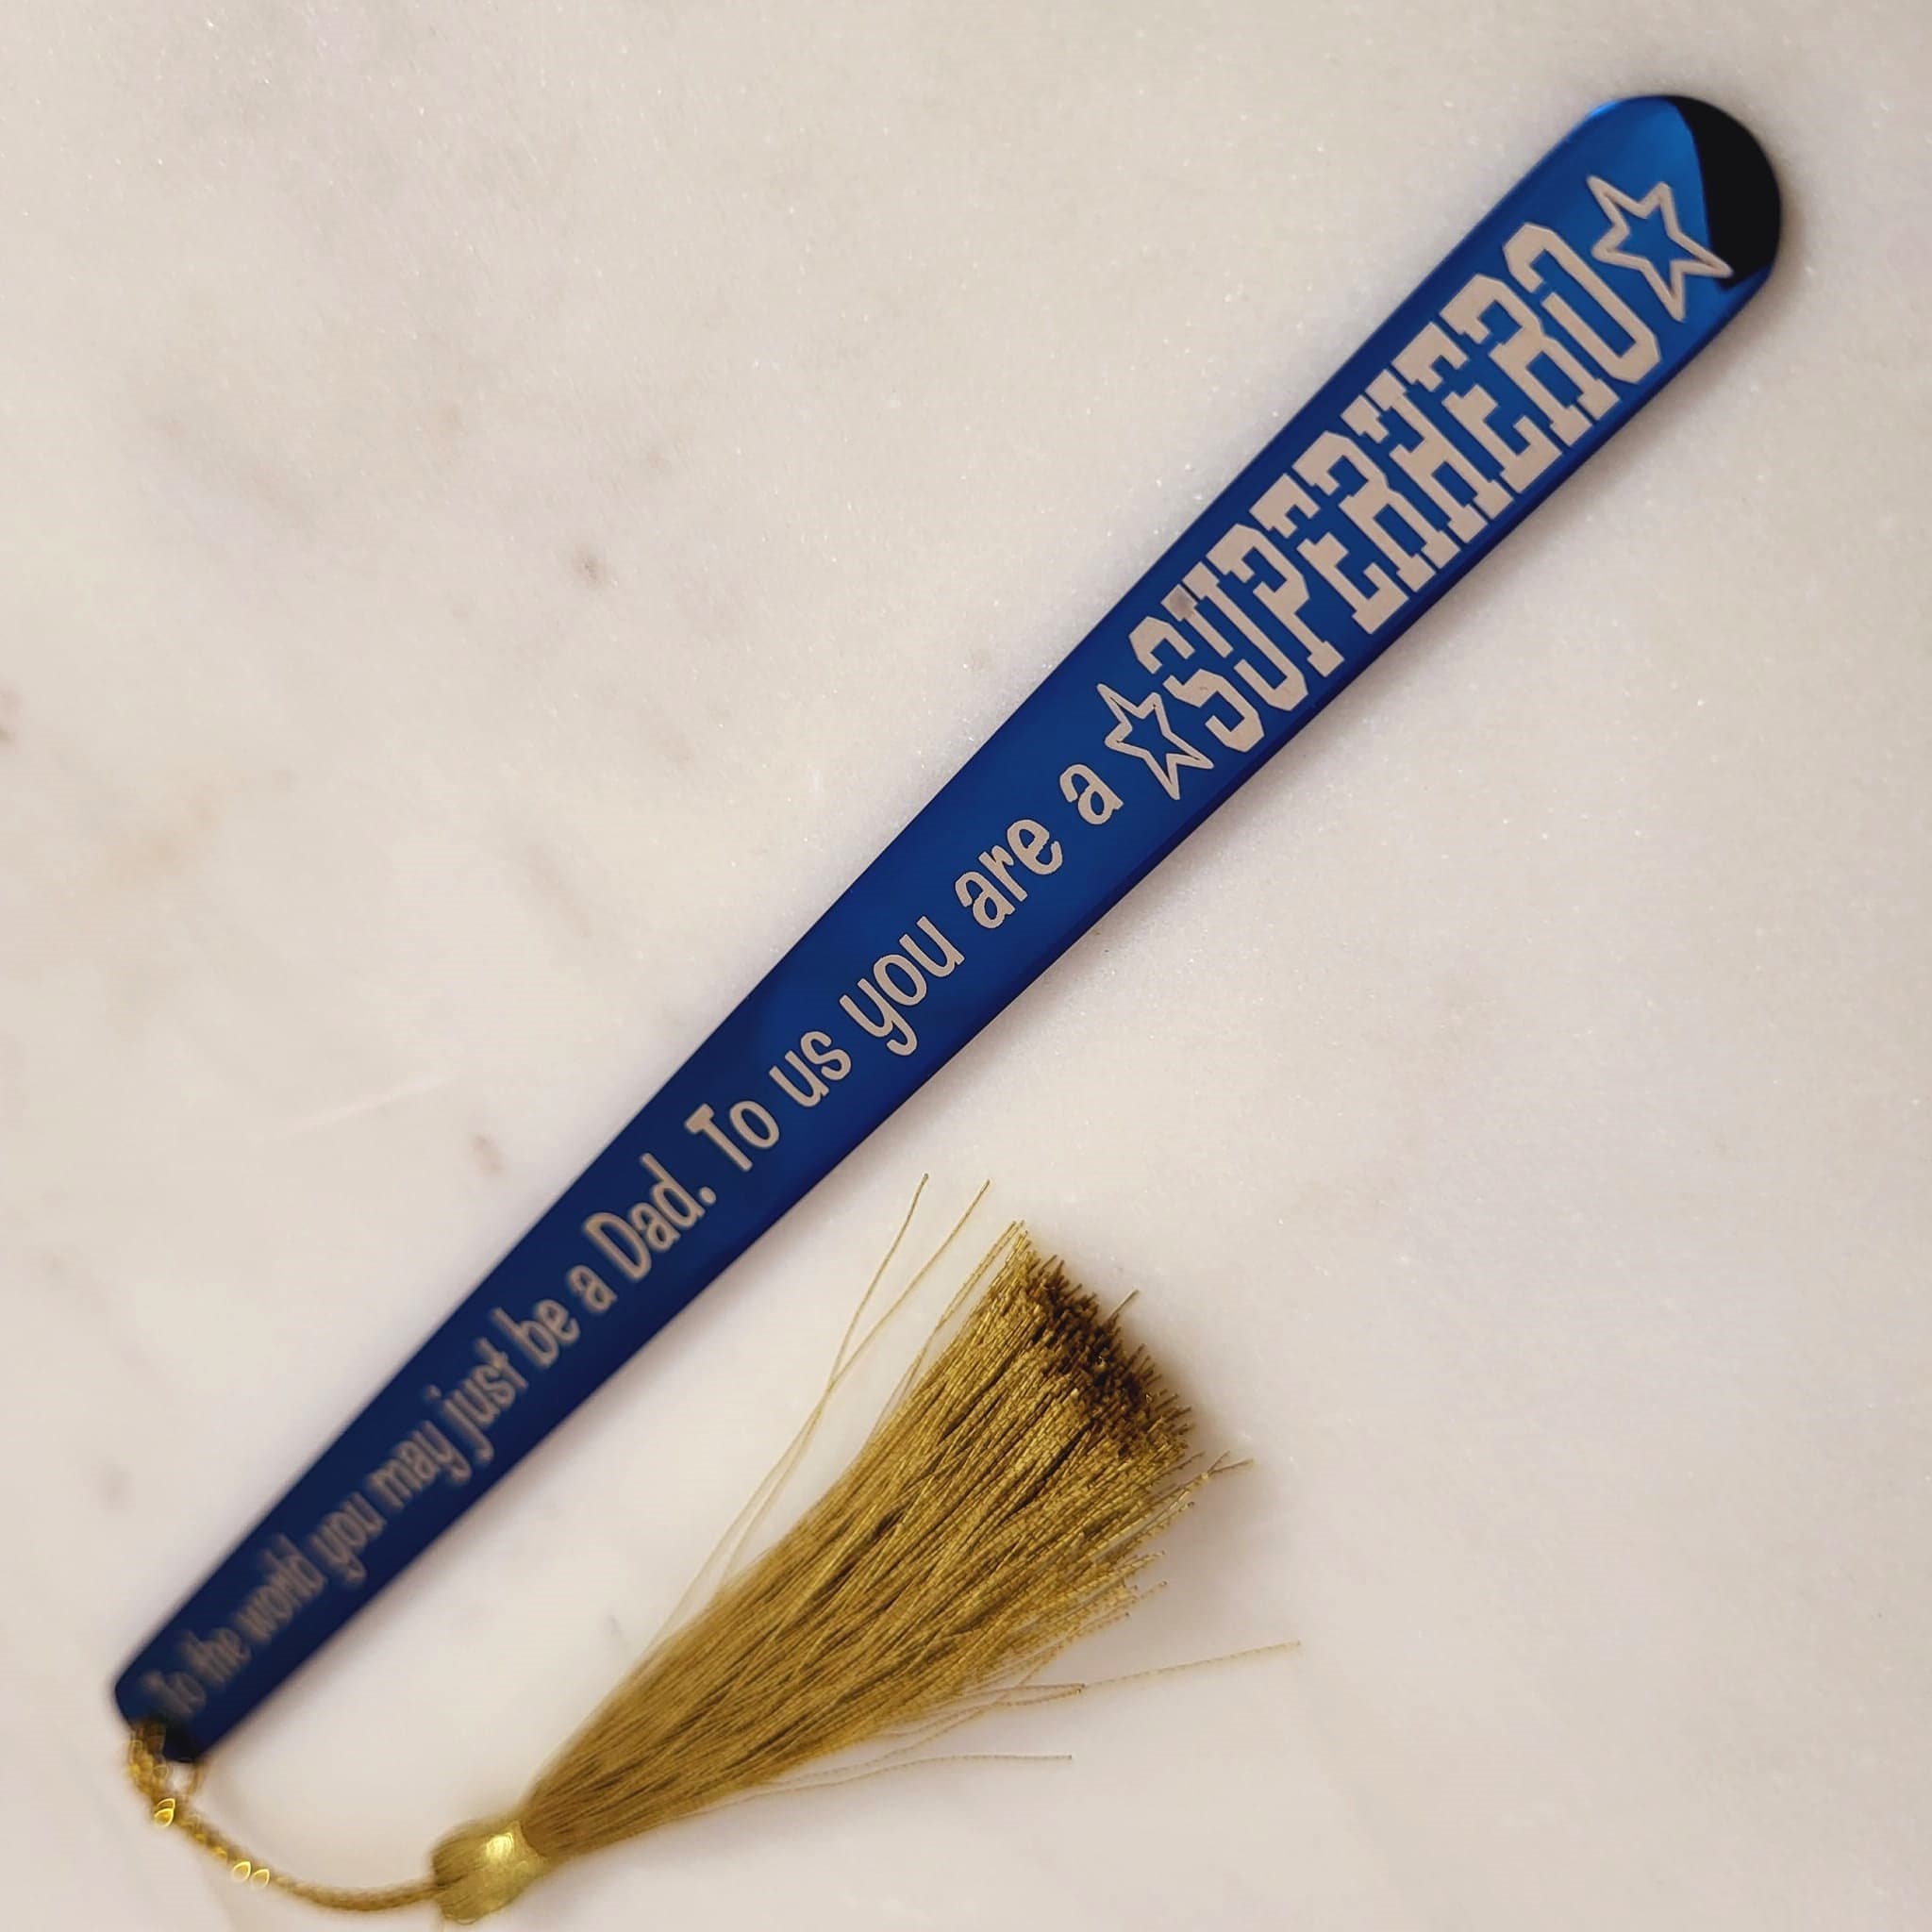 To the world you may just be a Dad. To us you are a ☆SUPERHERO☆